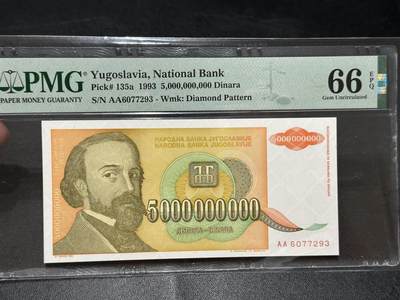 PMG
PAPER MONEY GUARANTY
Yugoslavia, National Bank
Pick# 135a 1993 5,000,000,000 Dinara
S/N AA6077293 - Wmk: Diamond Pattern
66
EPQ
Gem Uncirculated
НАРОДНА БАНКА ЈУГОСЛАВИЈЕ
NARODNA BANKA JUGOSLAVIJE
5000000000
5000000000
AA 6077293